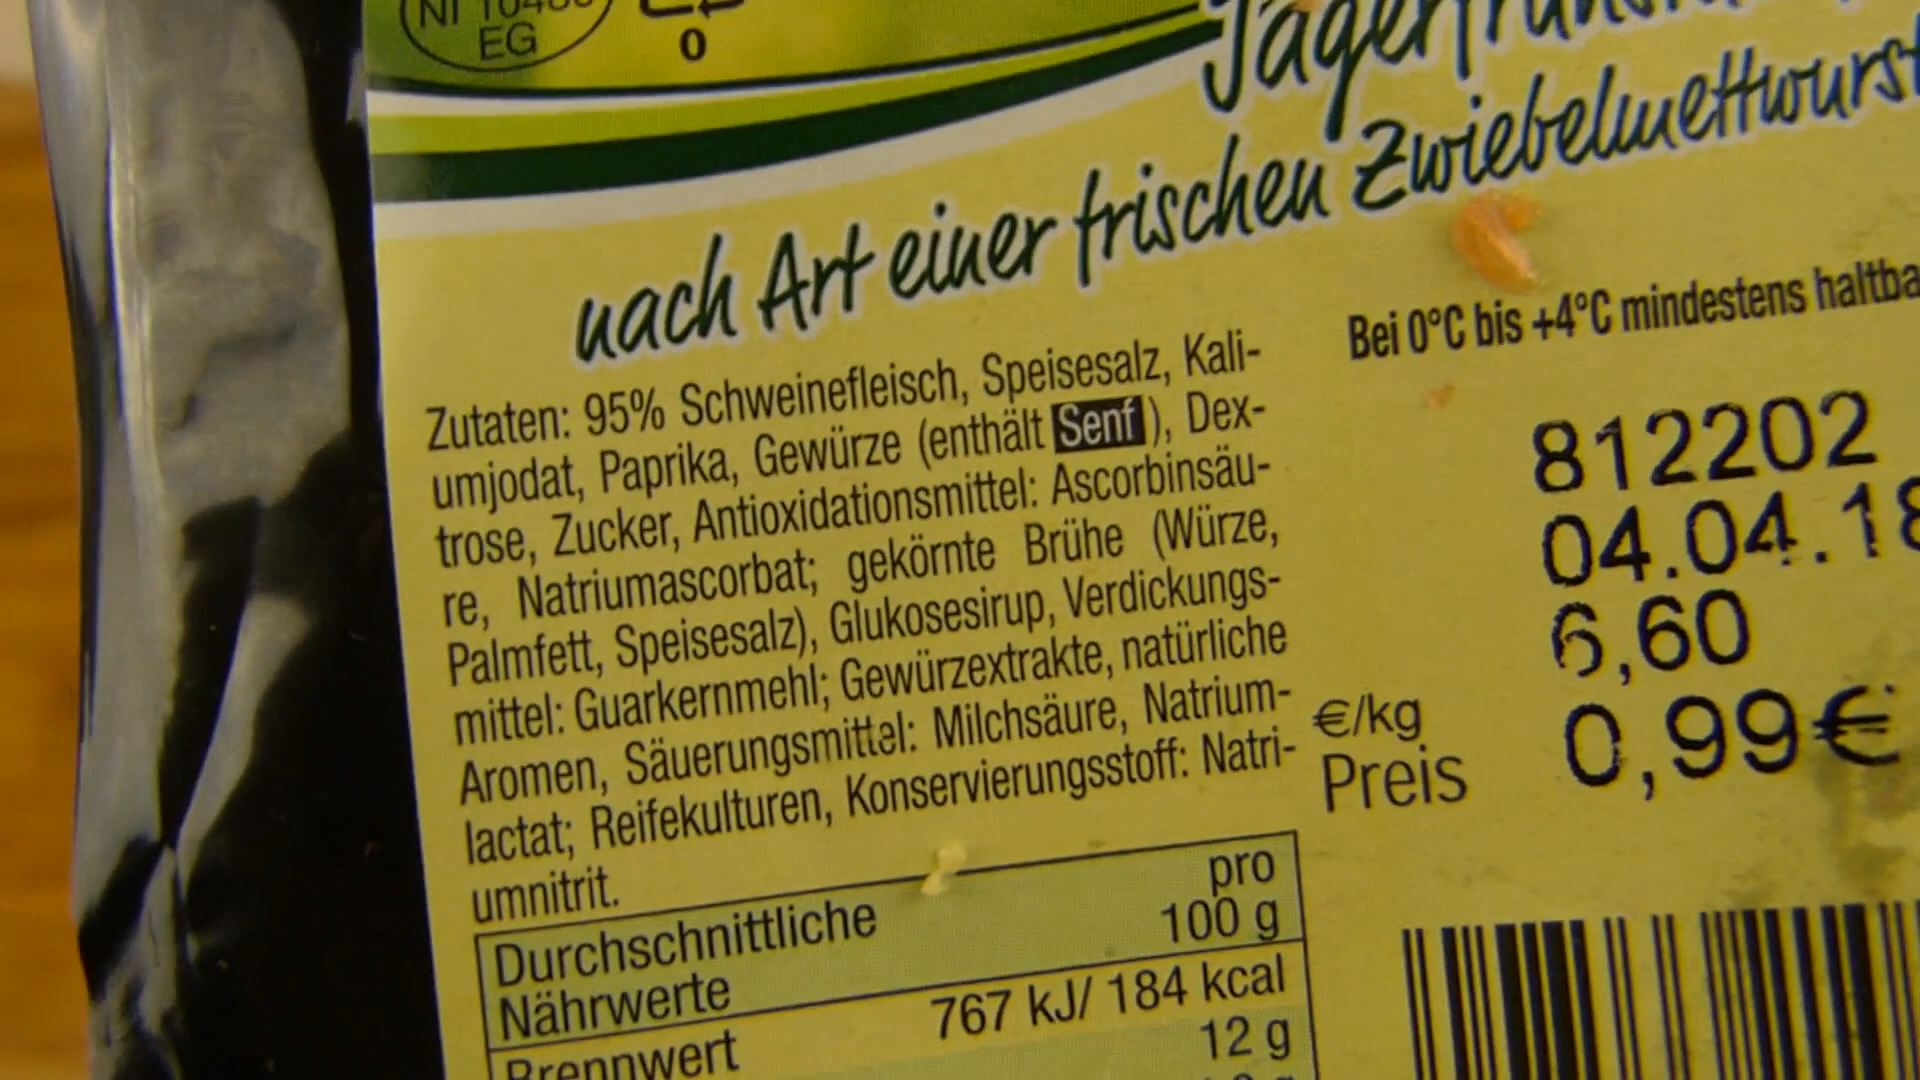 EG
0
nach Art einer frischen Zwiebelmettwurst
Zutaten: 95% Schweinefleisch, Speisesalz, Kali-
umjodat, Paprika, Gewürze (enthält Senf), Dex-
trose, Zucker, Antioxidationsmittel: Ascorbinsäu-
re, Natriumascorbat; gekörnte Brühe (Würze,
Palmfett, Speisesalz), Glukosesirup, Verdickungs-
mittel: Guarkernmehl; Gewürzextrakte, natürliche
Aromen, Säuerungsmittel: Milchsäure, Natrium-
lactat; Reifekulturen, Konservierungsstoff: Natri-
umnitrit.
Bei 0°C bis +4°C mindestens haltba
812202
04.04.18
6,60
€/kg
Preis 0,99€
Durchschnittliche pro
Nährwerte 100 g
Brennwert 767 kJ/ 184 kcal
12 g